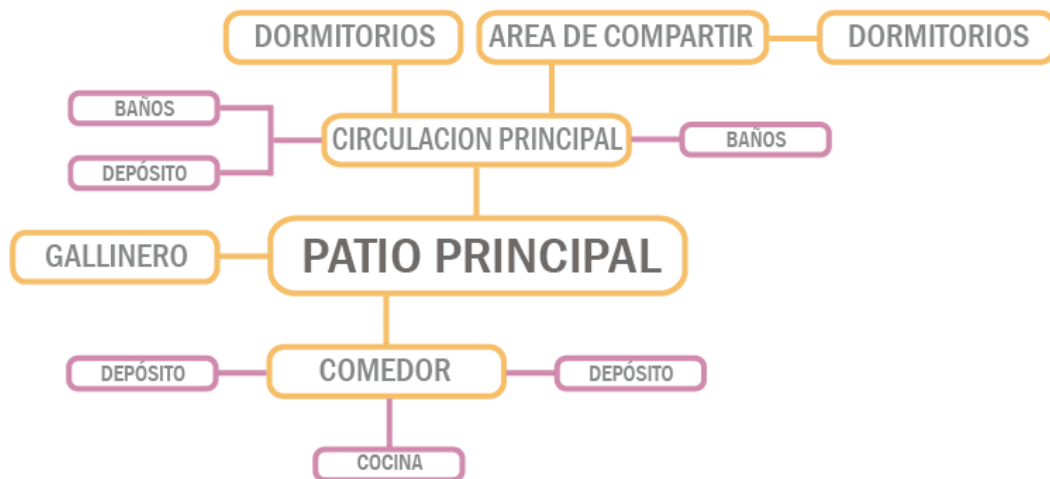 DORMITORIOS
AREA DE COMPARTIR
DORMITORIOS
BAÑOS
CIRCULACION PRINCIPAL
BAÑOS
DEPÓSITO
GALLINERO
PATIO PRINCIPAL
DEPÓSITO
COMEDOR
DEPÓSITO
COCINA